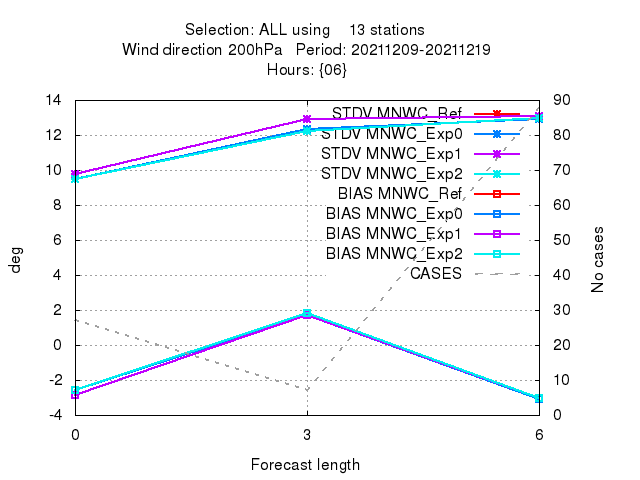 Selection: ALL using    13 stations
Wind direction 200hPa   Period: 20211209-20211219
Hours: {06}
14 90
12 80
10 70
8 60
6 50
4 40
2 30
0 20
-2 10
-4 0
STDV MNWC_Ref
STDV MNWC_Exp0
STDV MNWC_Exp1
STDV MNWC_Exp2
BIAS MNWC_Ref
BIAS MNWC_Exp0
BIAS MNWC_Exp1
BIAS MNWC_Exp2
CASES
deg
No cases
0 3 6
Forecast length